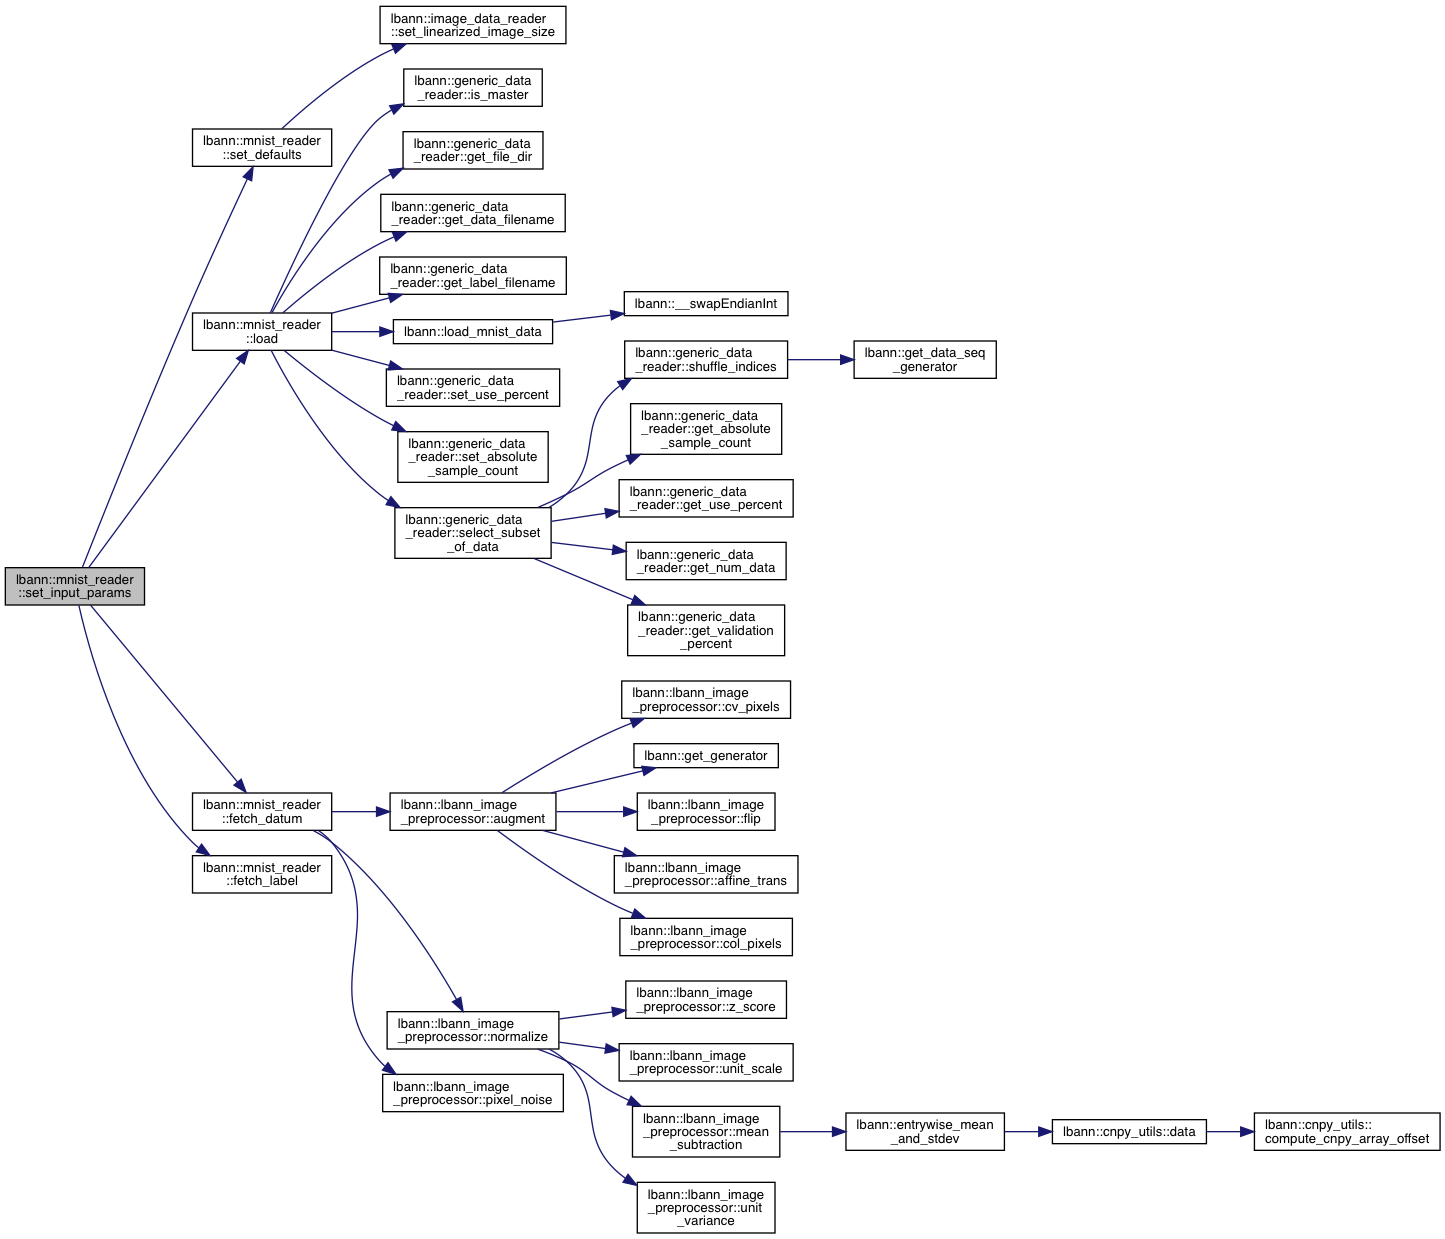 lbann::image_data_reader
::set_linearized_image_size
lbann::generic_data
_reader::is_master
lbann::mnist_reader
::set_defaults
lbann::generic_data
_reader::get_file_dir
lbann::generic_data
_reader::get_data_filename
lbann::generic_data
_reader::get_label_filename
lbann::mnist_reader
::load
lbann::load_mnist_data
lbann::__swapEndianInt
lbann::generic_data
_reader::set_use_percent
lbann::generic_data
_reader::shuffle_indices
lbann::get_data_seq
_generator
lbann::generic_data
_reader::set_absolute
_sample_count
lbann::generic_data
_reader::get_absolute
_sample_count
lbann::generic_data
_reader::select_subset
_of_data
lbann::generic_data
_reader::get_use_percent
lbann::generic_data
_reader::get_num_data
lbann::mnist_reader
::set_input_params
lbann::generic_data
_reader::get_validation
_percent
lbann::lbann_image
_preprocessor::cv_pixels
lbann::get_generator
lbann::mnist_reader
::fetch_datum
lbann::lbann_image
_preprocessor::augment
lbann::lbann_image
_preprocessor::flip
lbann::mnist_reader
::fetch_label
lbann::lbann_image
_preprocessor::affine_trans
lbann::lbann_image
_preprocessor::col_pixels
lbann::lbann_image
_preprocessor::z_score
lbann::lbann_image
_preprocessor::normalize
lbann::lbann_image
_preprocessor::unit_scale
lbann::lbann_image
_preprocessor::pixel_noise
lbann::lbann_image
_preprocessor::mean
_subtraction
lbann::entrywise_mean
_and_stdev
lbann::cnpy_utils::data
lbann::cnpy_utils::
compute_cnpy_array_offset
lbann::lbann_image
_preprocessor::unit
_variance